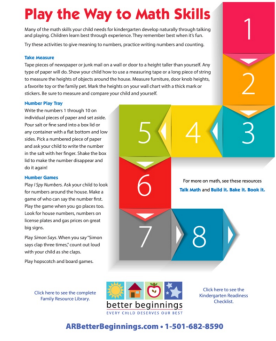 Play the Way to Math Skills
Many of the math skills your child needs for kindergarten develop naturally through talking
and playing. Children learn best through experience. They remember best when it's fun.
Try these activities to give meaning to numbers, practice writing numbers and counting.
Take Measure
Tape pieces of newspaper or junk mail on a wall or door to a height taller than yourself. Any
type of paper will do. Show your child how to use a measuring tape or a long piece of string
to measure the heights of objects around the house. Measure furniture, door levels, heights,
a favorite toy or the family pet. Mark the heights on your wall chart with a thick mark or
stickers. Be sure to measure and compare your child and yourself.
Number Play Tray
Write the numbers 1 through 10 on
individual pieces of paper and set aside.
Pour salt or fine sand into a box lid or
any container with a flat bottom and low
sides. Pick a numbered piece of paper
and ask your child to write the number
in the salt with her finger. Shake the box
lid to make the number disappear and
do it again!
Number Games
Play I Spy Numbers. Ask your child to look
for numbers around the house. Make a
game of who can say the number first.
Play the game when you go places too.
Look for house numbers, numbers on
license plates and gas prices on great
big signs.
Play Simon Says. When you say "Simon
says clap three times," count out loud
with your child as she claps.
Play hopscotch and board games.
1
2
3
4
5
6
7
8
For more on math, see these resources
Talk Math and Build it. Bake it. Book it.
Click here to see the complete
Family Resource Library.
better beginnings
EVERY CHILD DESERVES OUR BEST
Click here to see the
Kindergarten Readiness
Checklist.
ARBetterBeginnings.com • 1-501-682-8590